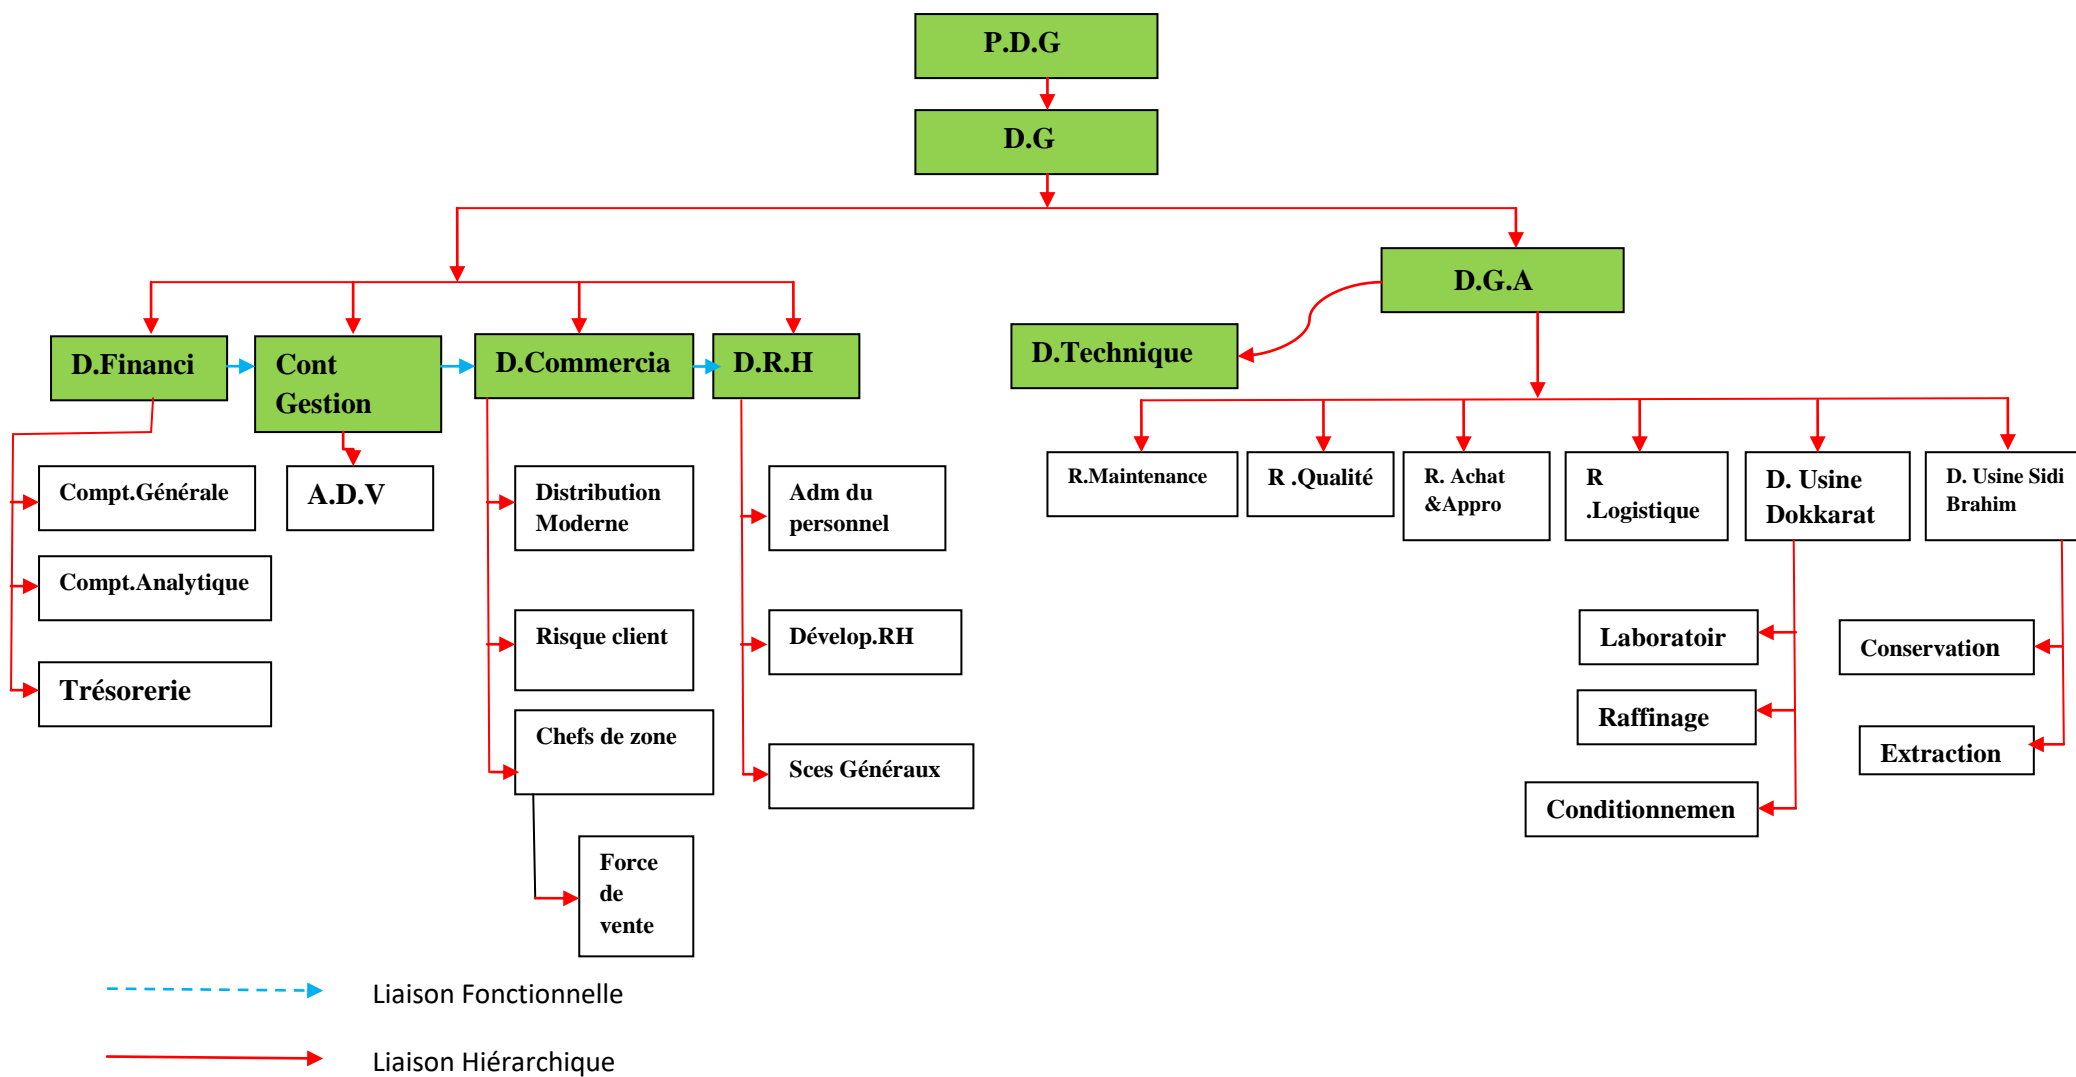 P.D.G
D.G
D.G.A
D.Technique
D.Financi
Cont
Gestion
D.Commercia
D.R.H
Compt.Générale
Compt.Analytique
Trésorerie
A.D.V
Distribution
Moderne
Risque client
Chefs de zone
Force
de
vente
Adm du
personnel
Dévelop.RH
Sces Généraux
R.Maintenance
R .Qualité
R. Achat
&Appro
R
.Logistique
D. Usine
Dokkarat
D. Usine Sidi
Brahim
Laboratoir
Raffinage
Conditionnemen
Conservation
Extraction
Liaison Fonctionnelle
Liaison Hiérarchique